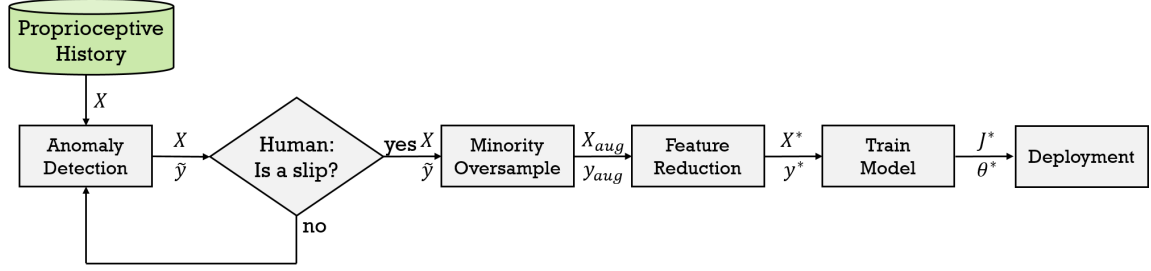 Proprioceptive
History
X
Anomaly
Detection
X
ỹ
Human:
Is a slip?
yes
no
X
ỹ
Minority
Oversample
X_aug
y_aug
Feature
Reduction
X*
y*
Train
Model
J*
θ*
Deployment